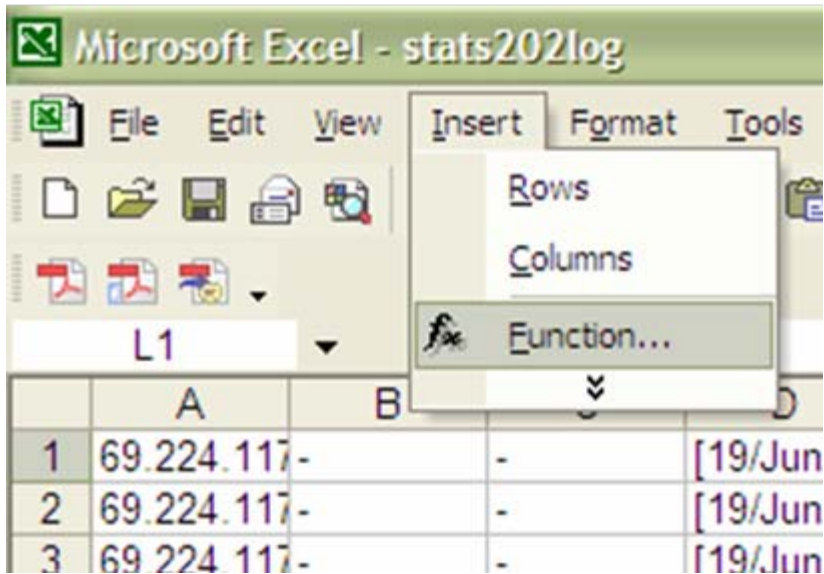 Microsoft Excel - stats202log
File Edit View Insert Format Tools
Rows
Columns
L1
Function...
A B D
1 69.224.117 - - [19/Jun
2 69.224.117 - - [19/Jun
3 69.224.117 - - [19/Jun